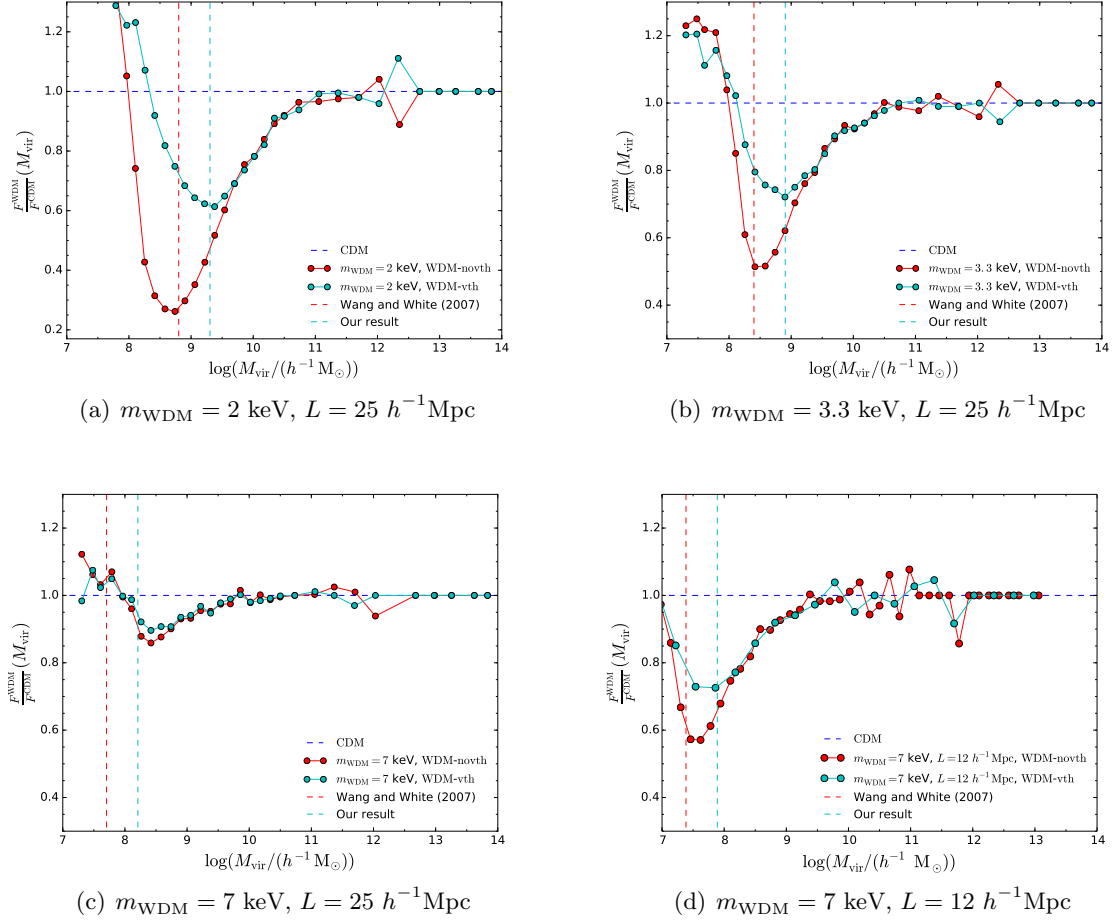 1.2
1.0
0.8
0.6
0.4
0.2
F^WDM / F^CDM (M_vir)
CDM
m_WDM = 2 keV, WDM-novth
m_WDM = 2 keV, WDM-vth
Wang and White (2007)
Our result
7 8 9 10 11 12 13 14
log(M_vir/(h^−1 M_⊙))
(a) m_WDM = 2 keV, L = 25 h^−1Mpc
1.2
1.0
0.8
0.6
0.4
F^WDM / F^CDM (M_vir)
CDM
m_WDM = 3.3 keV, WDM-novth
m_WDM = 3.3 keV, WDM-vth
Wang and White (2007)
Our result
7 8 9 10 11 12 13 14
log(M_vir/(h^−1 M_⊙))
(b) m_WDM = 3.3 keV, L = 25 h^−1Mpc
1.2
1.0
0.8
0.6
0.4
F^WDM / F^CDM (M_vir)
CDM
m_WDM = 7 keV, WDM-novth
m_WDM = 7 keV, WDM-vth
Wang and White (2007)
Our result
7 8 9 10 11 12 13 14
log(M_vir/(h^−1 M_⊙))
(c) m_WDM = 7 keV, L = 25 h^−1Mpc
1.2
1.0
0.8
0.6
0.4
F^WDM / F^CDM (M_vir)
CDM
m_WDM = 7 keV, L = 12 h^−1 Mpc, WDM-novth
m_WDM = 7 keV, L = 12 h^−1 Mpc, WDM-vth
Wang and White (2007)
Our result
7 8 9 10 11 12 13 14
log(M_vir/(h^−1 M_⊙))
(d) m_WDM = 7 keV, L = 12 h^−1Mpc